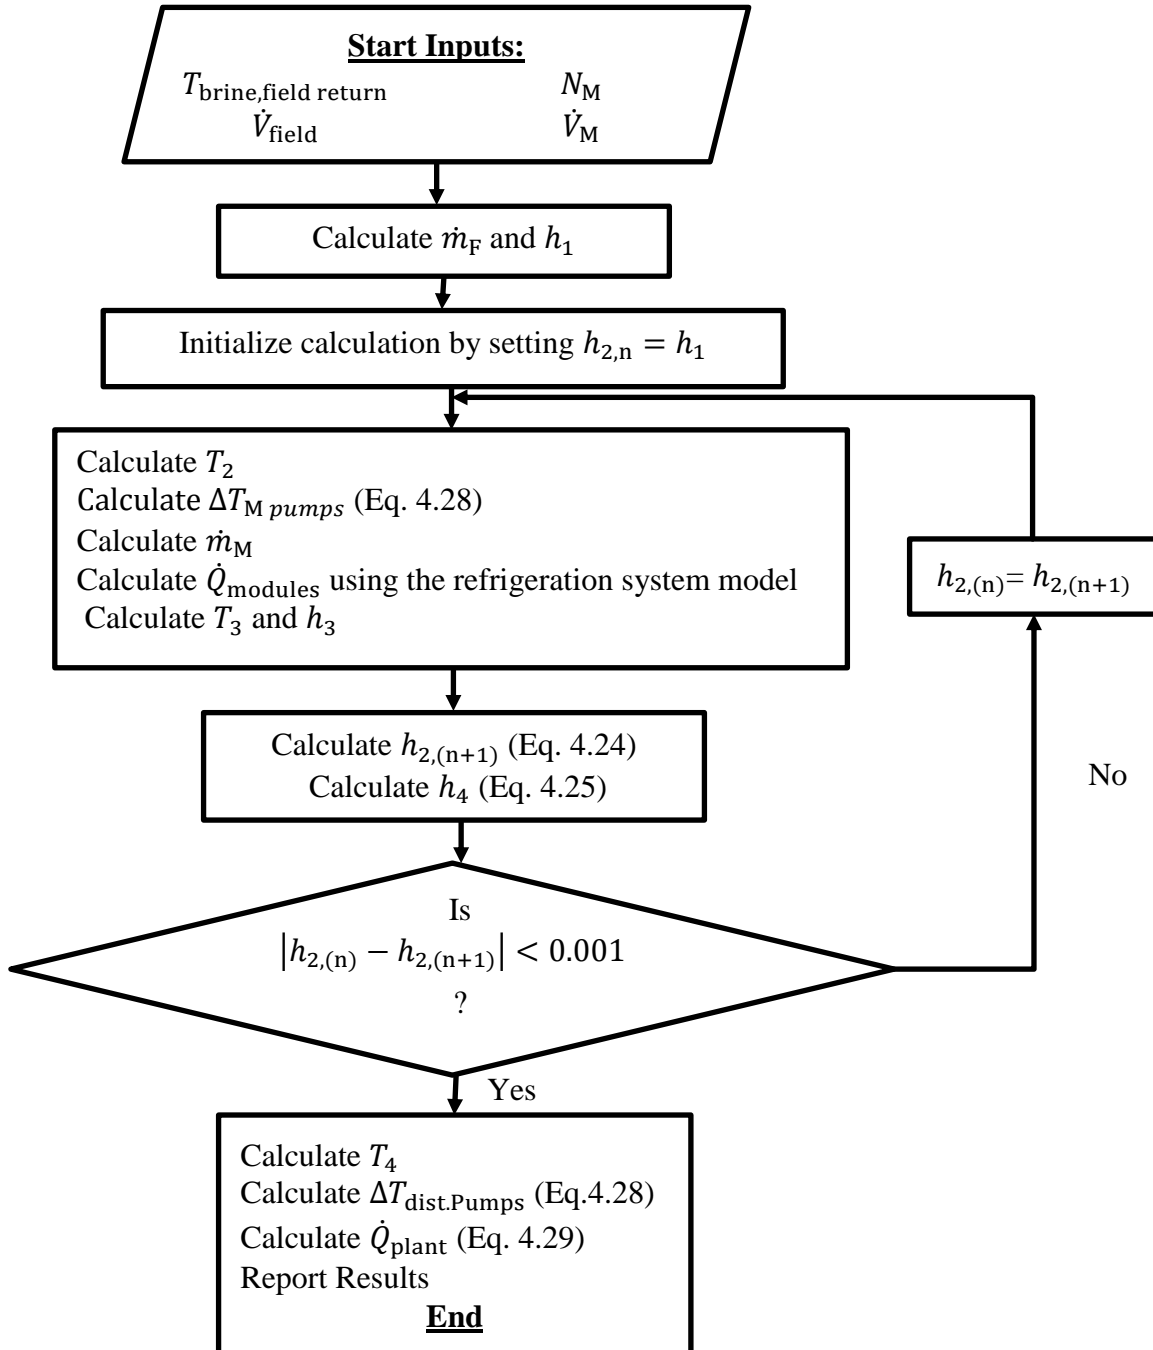 Start Inputs:
T_brine,field return N_M
V̇_field V̇_M
Calculate ṁ_F and h_1
Initialize calculation by setting h_2,n = h_1
Calculate T_2
Calculate ΔT_M pumps (Eq. 4.28)
Calculate ṁ_M
Calculate Q̇_modules using the refrigeration system model
Calculate T_3 and h_3
h_2,(n)= h_2,(n+1)
Calculate h_2,(n+1) (Eq. 4.24)
Calculate h_4 (Eq. 4.25)
No
Is
|h_2,(n) − h_2,(n+1)| < 0.001
?
Yes
Calculate T_4
Calculate ΔT_dist.Pumps (Eq.4.28)
Calculate Q̇_plant (Eq. 4.29)
Report Results
End